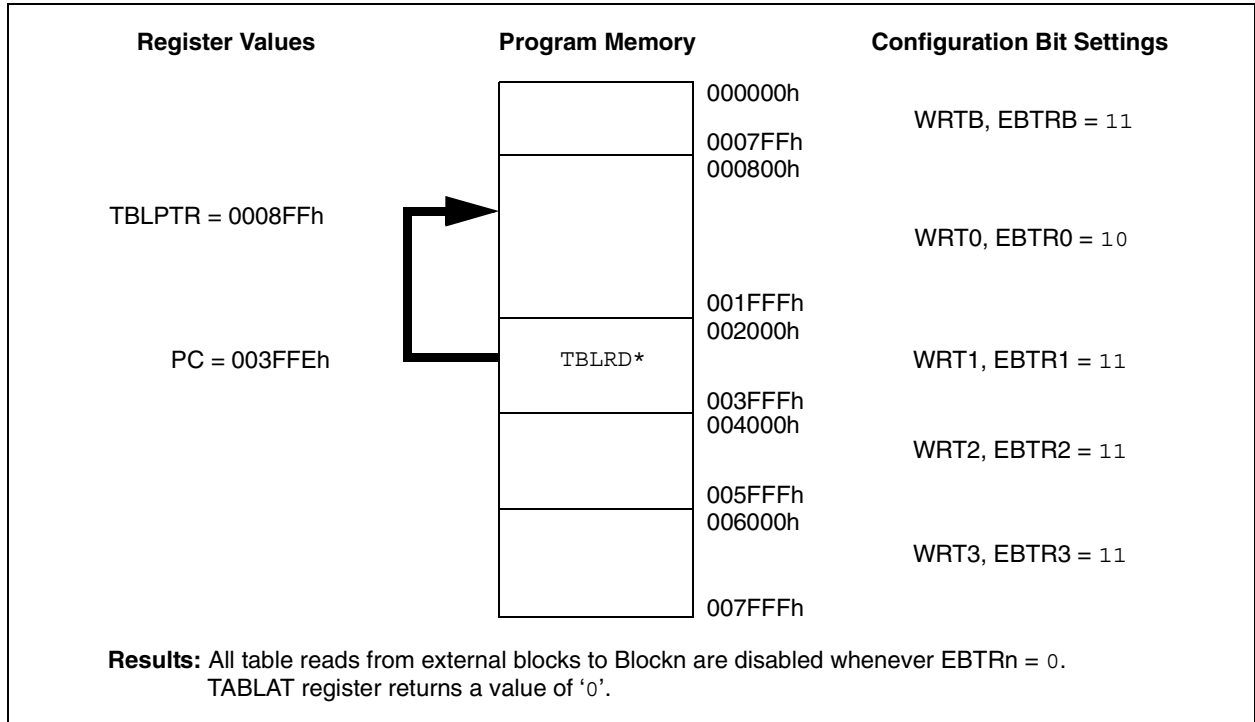 Register Values Program Memory Configuration Bit Settings
000000h
WRTB, EBTRB = 11
0007FFh
000800h
TBLPTR = 0008FFh
WRT0, EBTR0 = 10
001FFFh
002000h
PC = 003FFEh TBLRD* WRT1, EBTR1 = 11
003FFFh
004000h
WRT2, EBTR2 = 11
005FFFh
006000h
WRT3, EBTR3 = 11
007FFFh
Results: All table reads from external blocks to Blockn are disabled whenever EBTRn = 0.
TABLAT register returns a value of ‘0’.